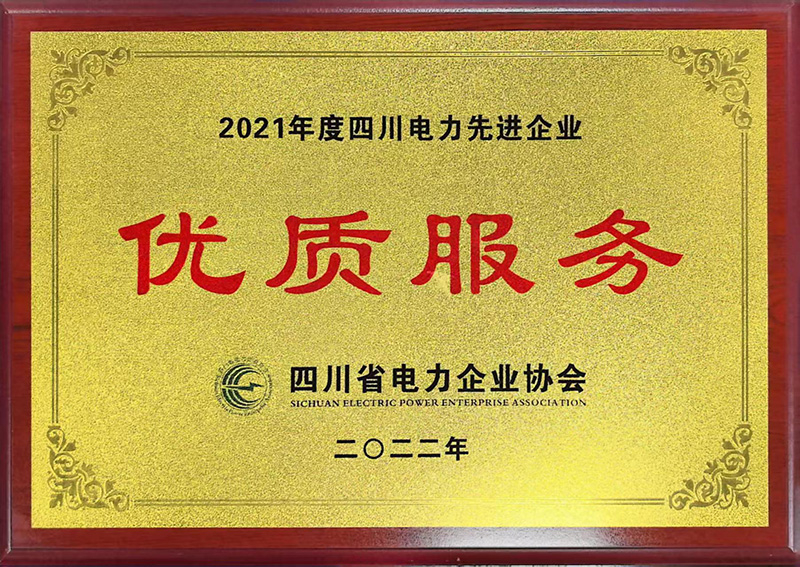 2021年度四川电力先进企业
优质服务
四川省电力企业协会
SICHUAN ELECTRIC POWER ENTERPRISE ASSOCIATION
二〇二二年